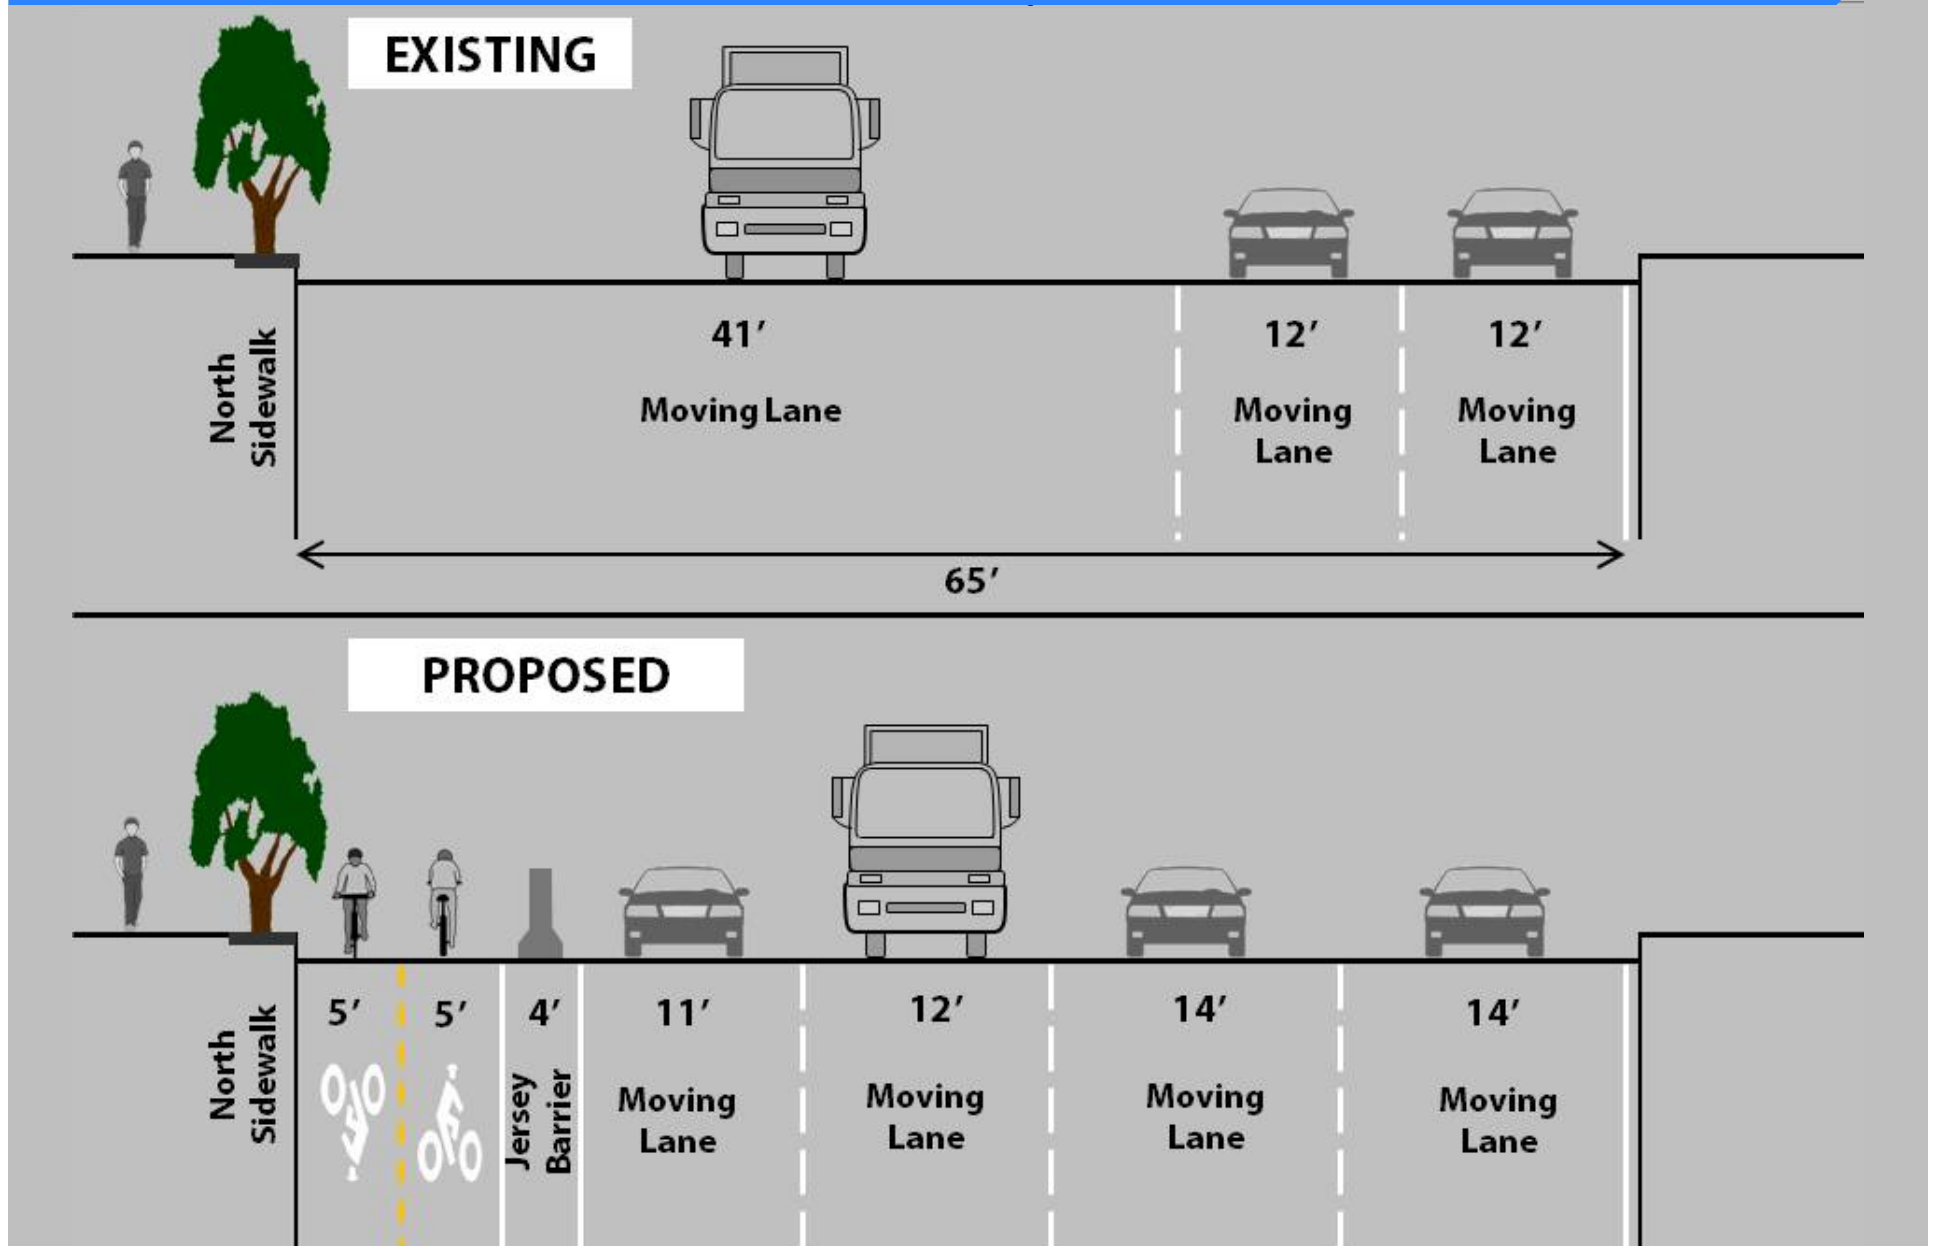 EXISTING
41′
12′
12′
Moving Lane
Moving
Lane
Moving
Lane
North
Sidewalk
65′
PROPOSED
5′
5′
4′
11′
12′
14′
14′
North
Sidewalk
Jersey
Barrier
Moving
Lane
Moving
Lane
Moving
Lane
Moving
Lane